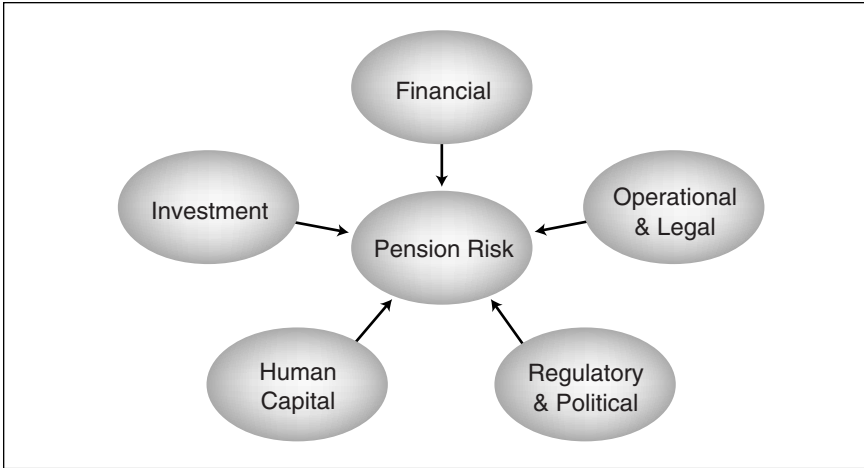 Financial
Investment
Operational
& Legal
Pension Risk
Human
Capital
Regulatory
& Political